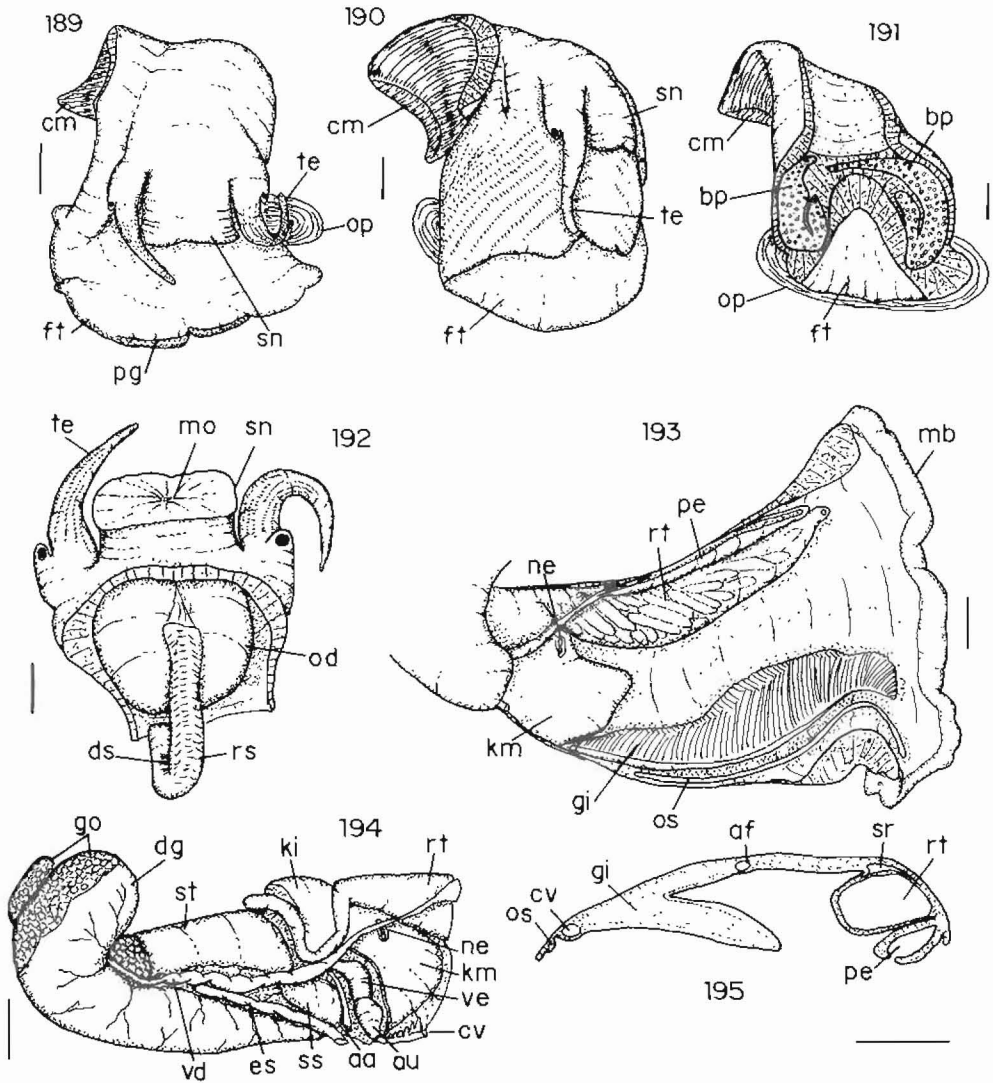 189
cm
te
op
ft
sn
pg
190
cm
sn
te
ft
191
cm
bp
bp
op
ft
192
te
mo
sn
od
ds
rs
193
mb
pe
rt
ne
km
gi
os
194
go
dg
st
ki
rt
ne
km
ve
cv
vd
es
ss
aa
au
195
af
sr
rt
gi
cv
os
pe